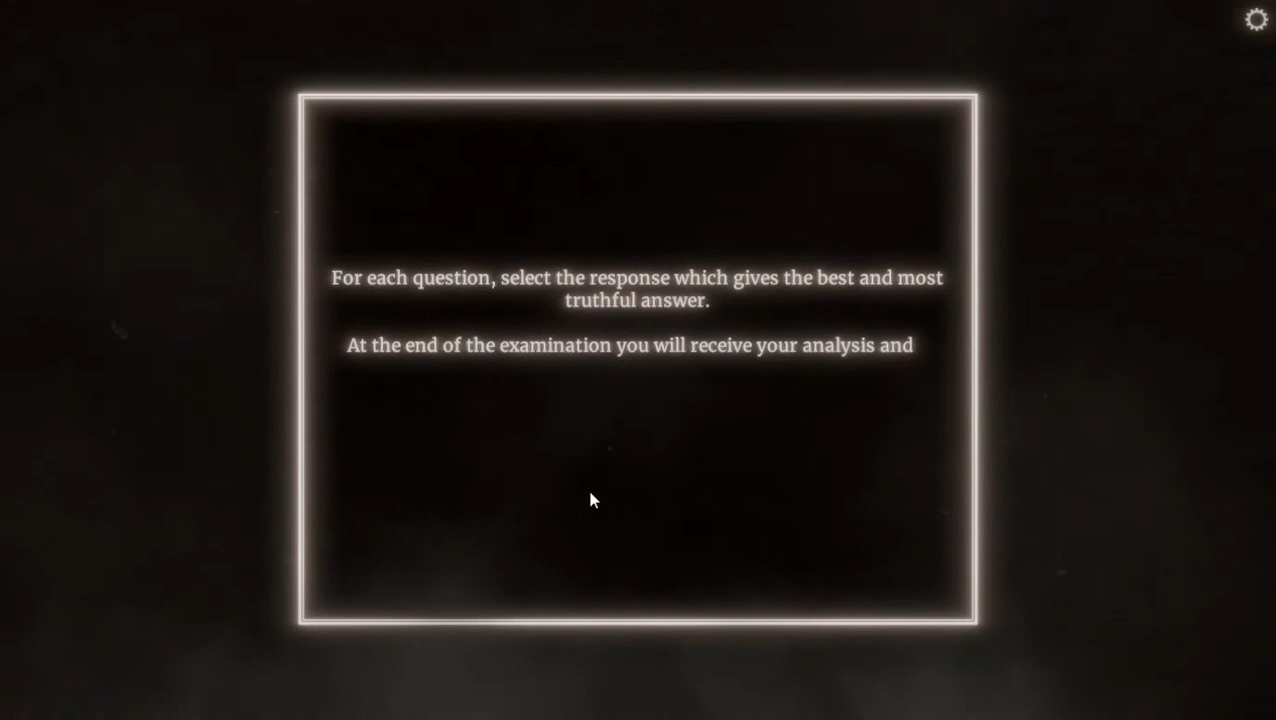 For each question, select the response which gives the best and most
truthful answer.
At the end of the examination you will receive your analysis and